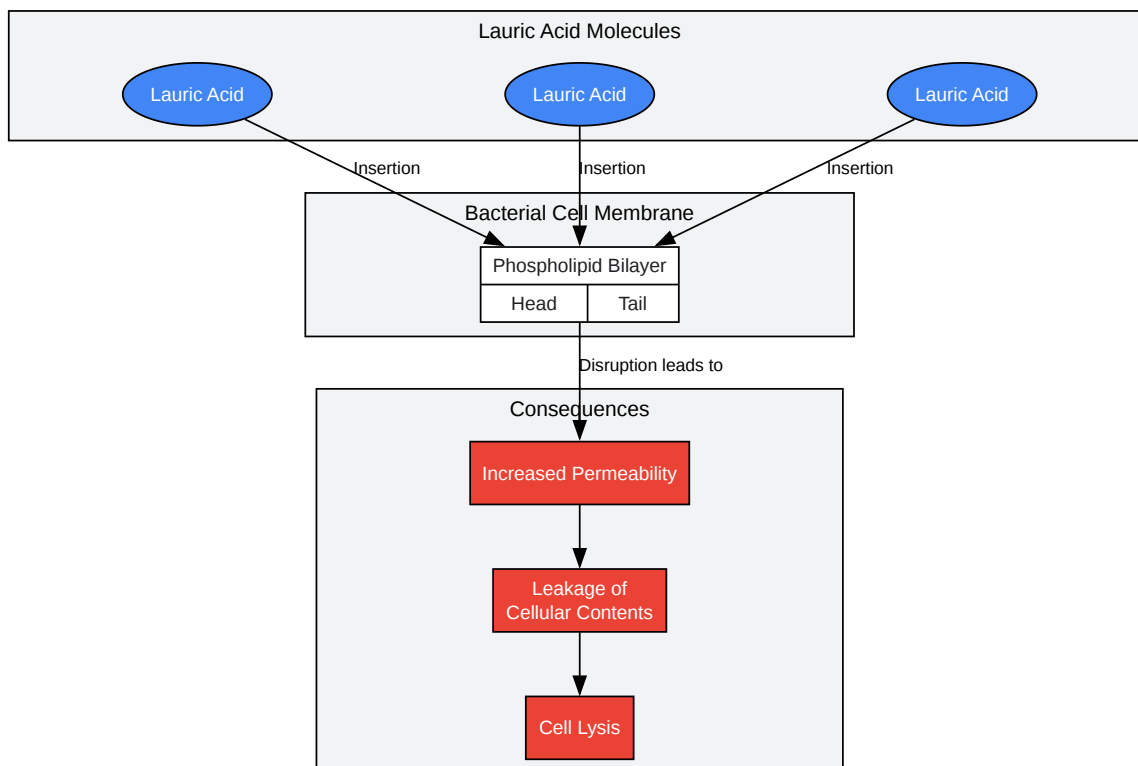 Lauric Acid Molecules
Lauric Acid
Lauric Acid
Lauric Acid
Insertion
Insertion
Insertion
Bacterial Cell Membrane
Phospholipid Bilayer
Head
Tail
Disruption leads to
Consequences
Increased Permeability
Leakage of
Cellular Contents
Cell Lysis